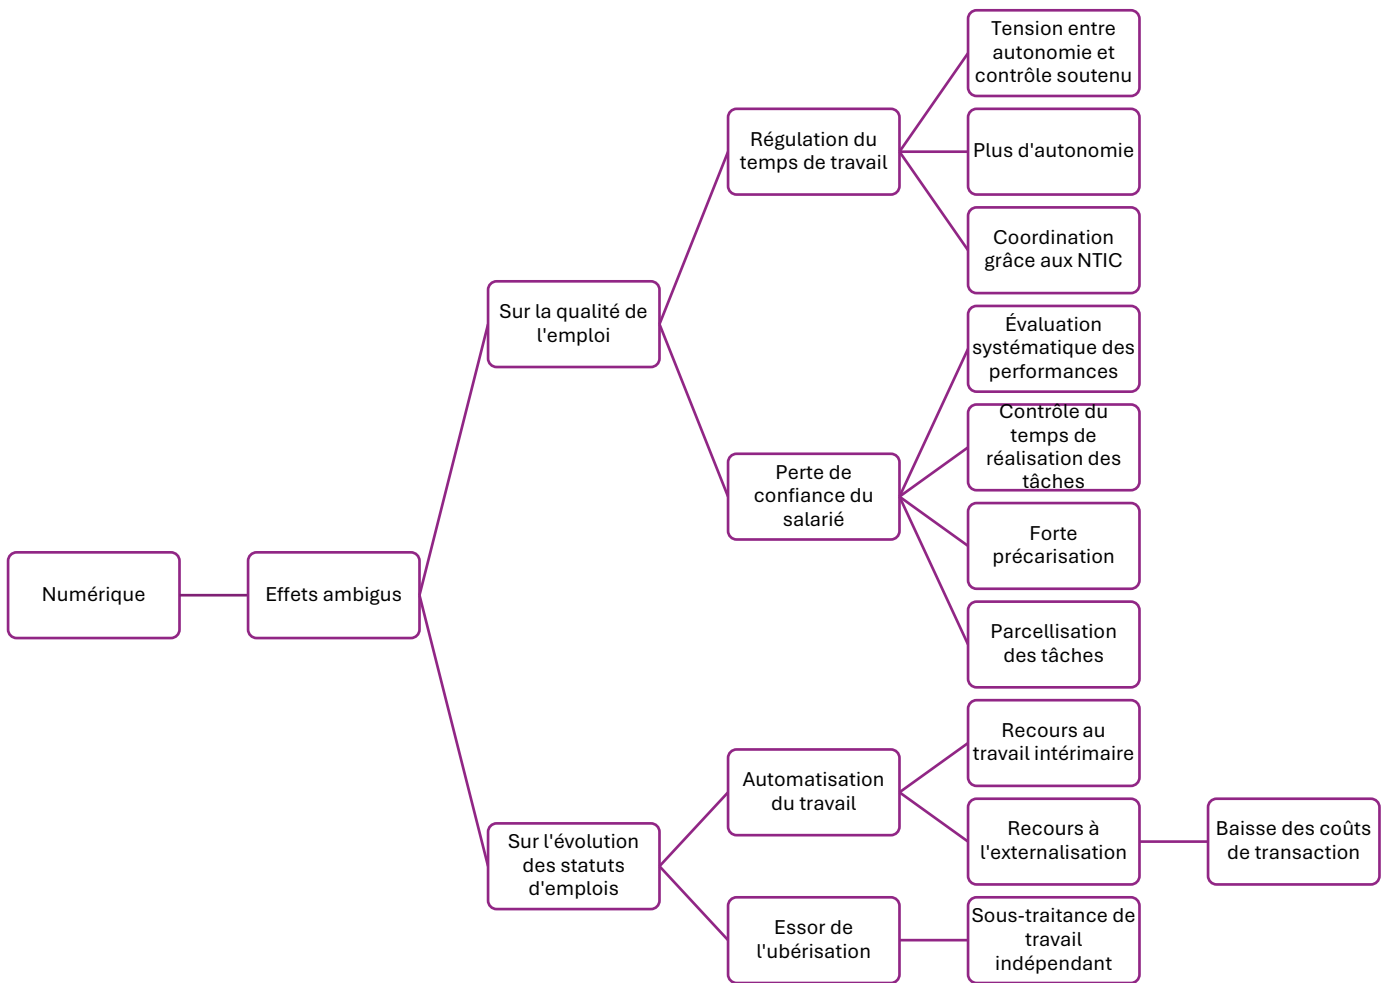 Numérique
Effets ambigus
Sur la qualité de
l'emploi
Régulation du
temps de travail
Tension entre
autonomie et
contrôle soutenu
Plus d'autonomie
Coordination
grâce aux NTIC
Perte de
confiance du
salarié
Évaluation
systématique des
performances
Contrôle du
temps de
réalisation des
tâches
Forte
précarisation
Parcellisation
des tâches
Sur l'évolution
des statuts
d'emplois
Automatisation
du travail
Recours au
travail intérimaire
Recours à
l'externalisation
Baisse des coûts
de transaction
Essor de
l'ubérisation
Sous-traitance de
travail
indépendant